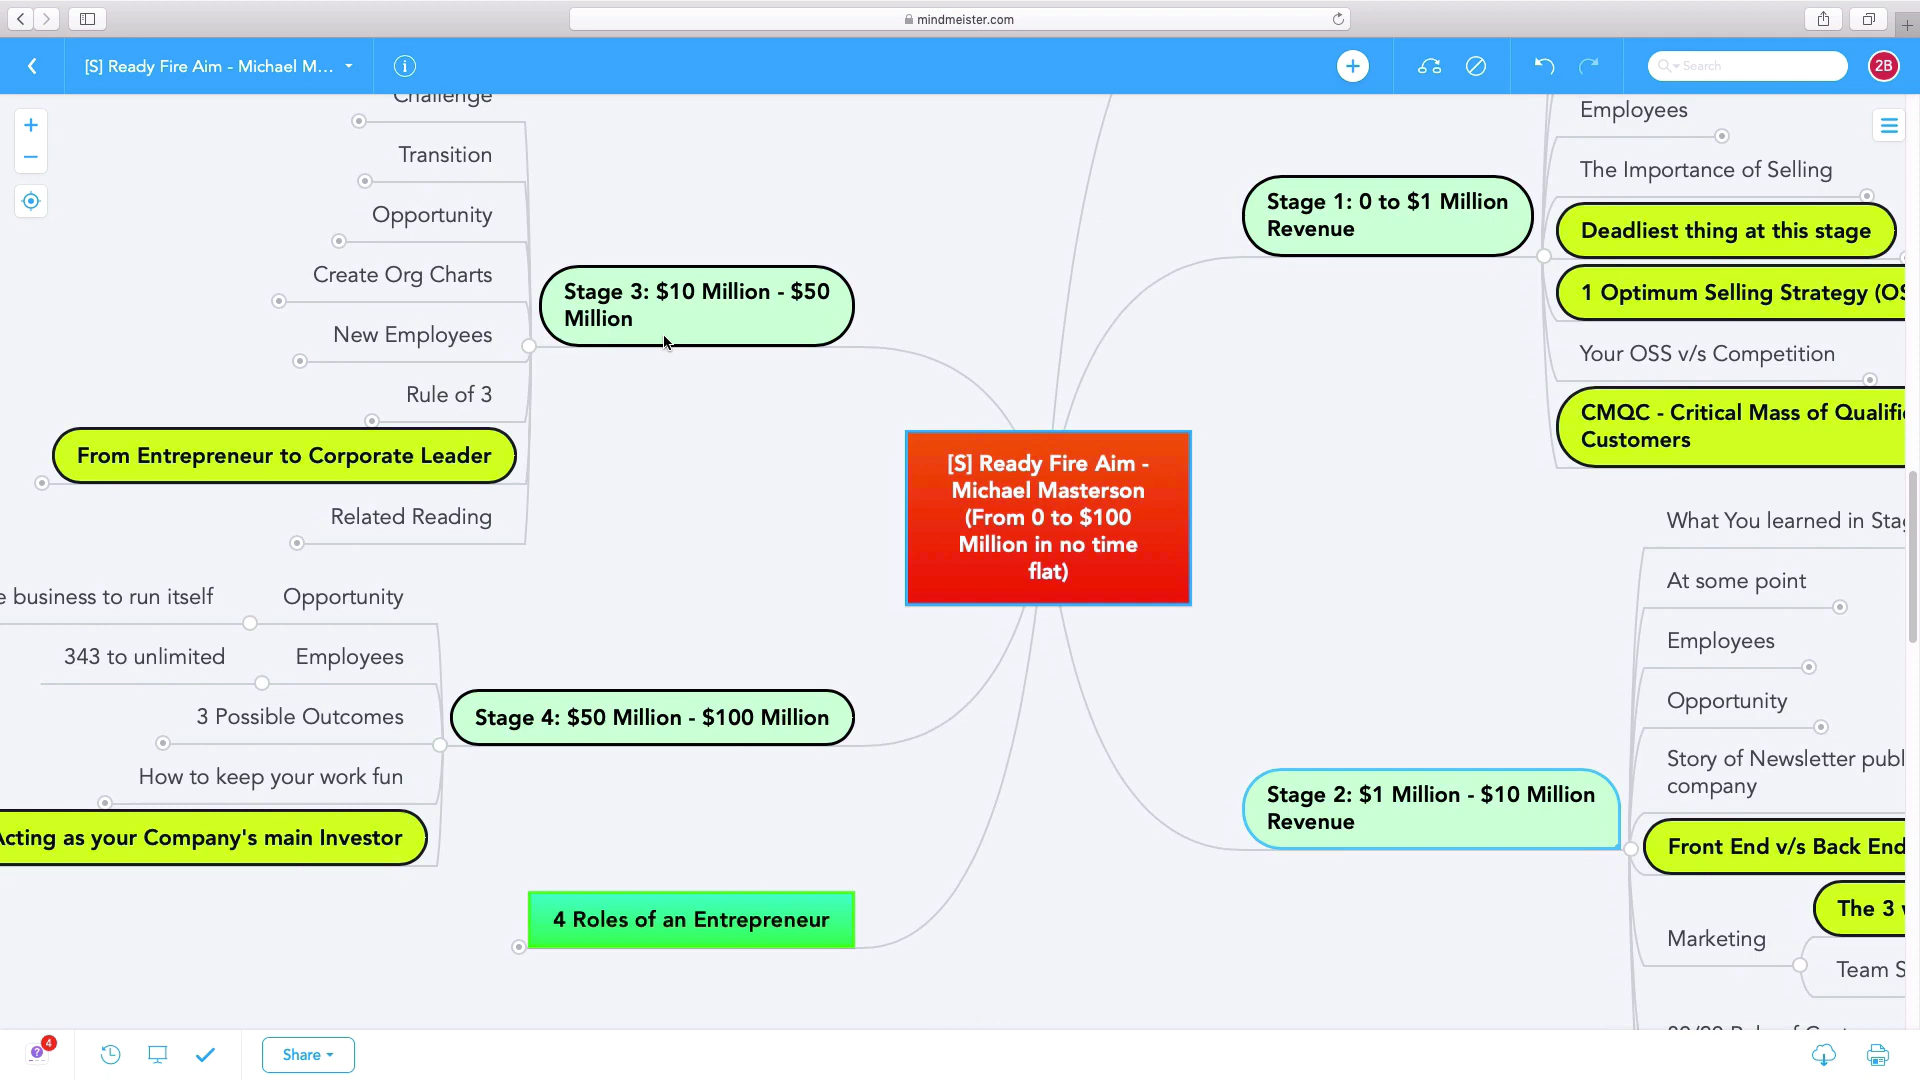 mindmeister.com
[S] Ready Fire Aim - Michael M...
Search
2B
Challenge
Transition
Opportunity
Create Org Charts
New Employees
Rule of 3
From Entrepreneur to Corporate Leader
Related Reading
Stage 3: $10 Million - $50
Million
e business to run itself
Opportunity
343 to unlimited
Employees
3 Possible Outcomes
How to keep your work fun
Acting as your Company's main Investor
Stage 4: $50 Million - $100 Million
4 Roles of an Entrepreneur
[S] Ready Fire Aim -
Michael Masterson
(From 0 to $100
Million in no time
flat)
Stage 1: 0 to $1 Million
Revenue
Employees
The Importance of Selling
Deadliest thing at this stage
1 Optimum Selling Strategy (OS
Your OSS v/s Competition
CMQC - Critical Mass of Qualifi
Customers
Stage 2: $1 Million - $10 Million
Revenue
What You learned in Sta
At some point
Employees
Opportunity
Story of Newsletter publ
company
Front End v/s Back End
The 3
Marketing
Team S
4
Share